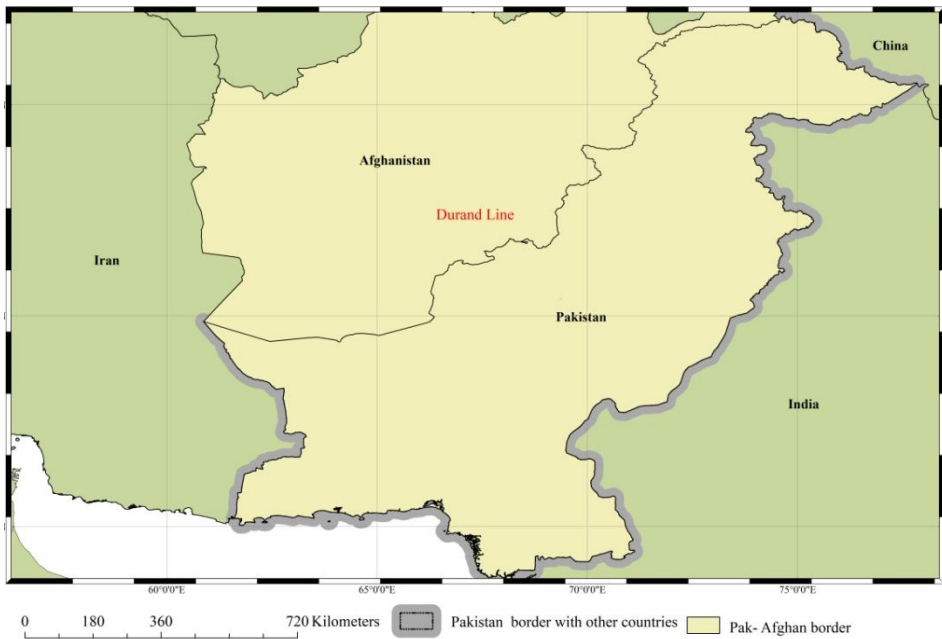 China
Afghanistan
Durand Line
Iran
Pakistan
India
60°0'0"E 65°0'0"E 70°0'0"E 75°0'0"E
0 180 360 720 Kilometers
Pakistan border with other countries
Pak- Afghan border